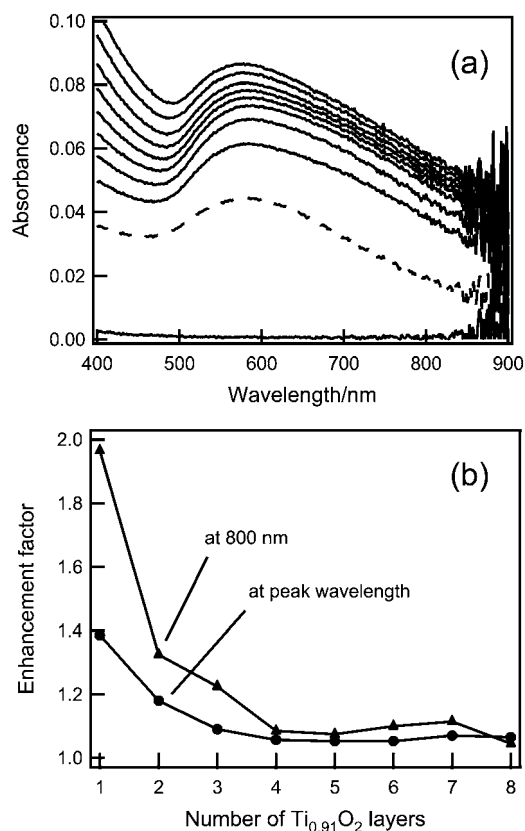 (a)
0.10
0.08
0.06
0.04
0.02
0.00
Absorbance
400 500 600 700 800 900
Wavelength/nm
(b)
2.0
1.8
1.6
1.4
1.2
1.0
Enhancement factor
at 800 nm
at peak wavelength
1 2 3 4 5 6 7 8
Number of Ti0.91O2 layers